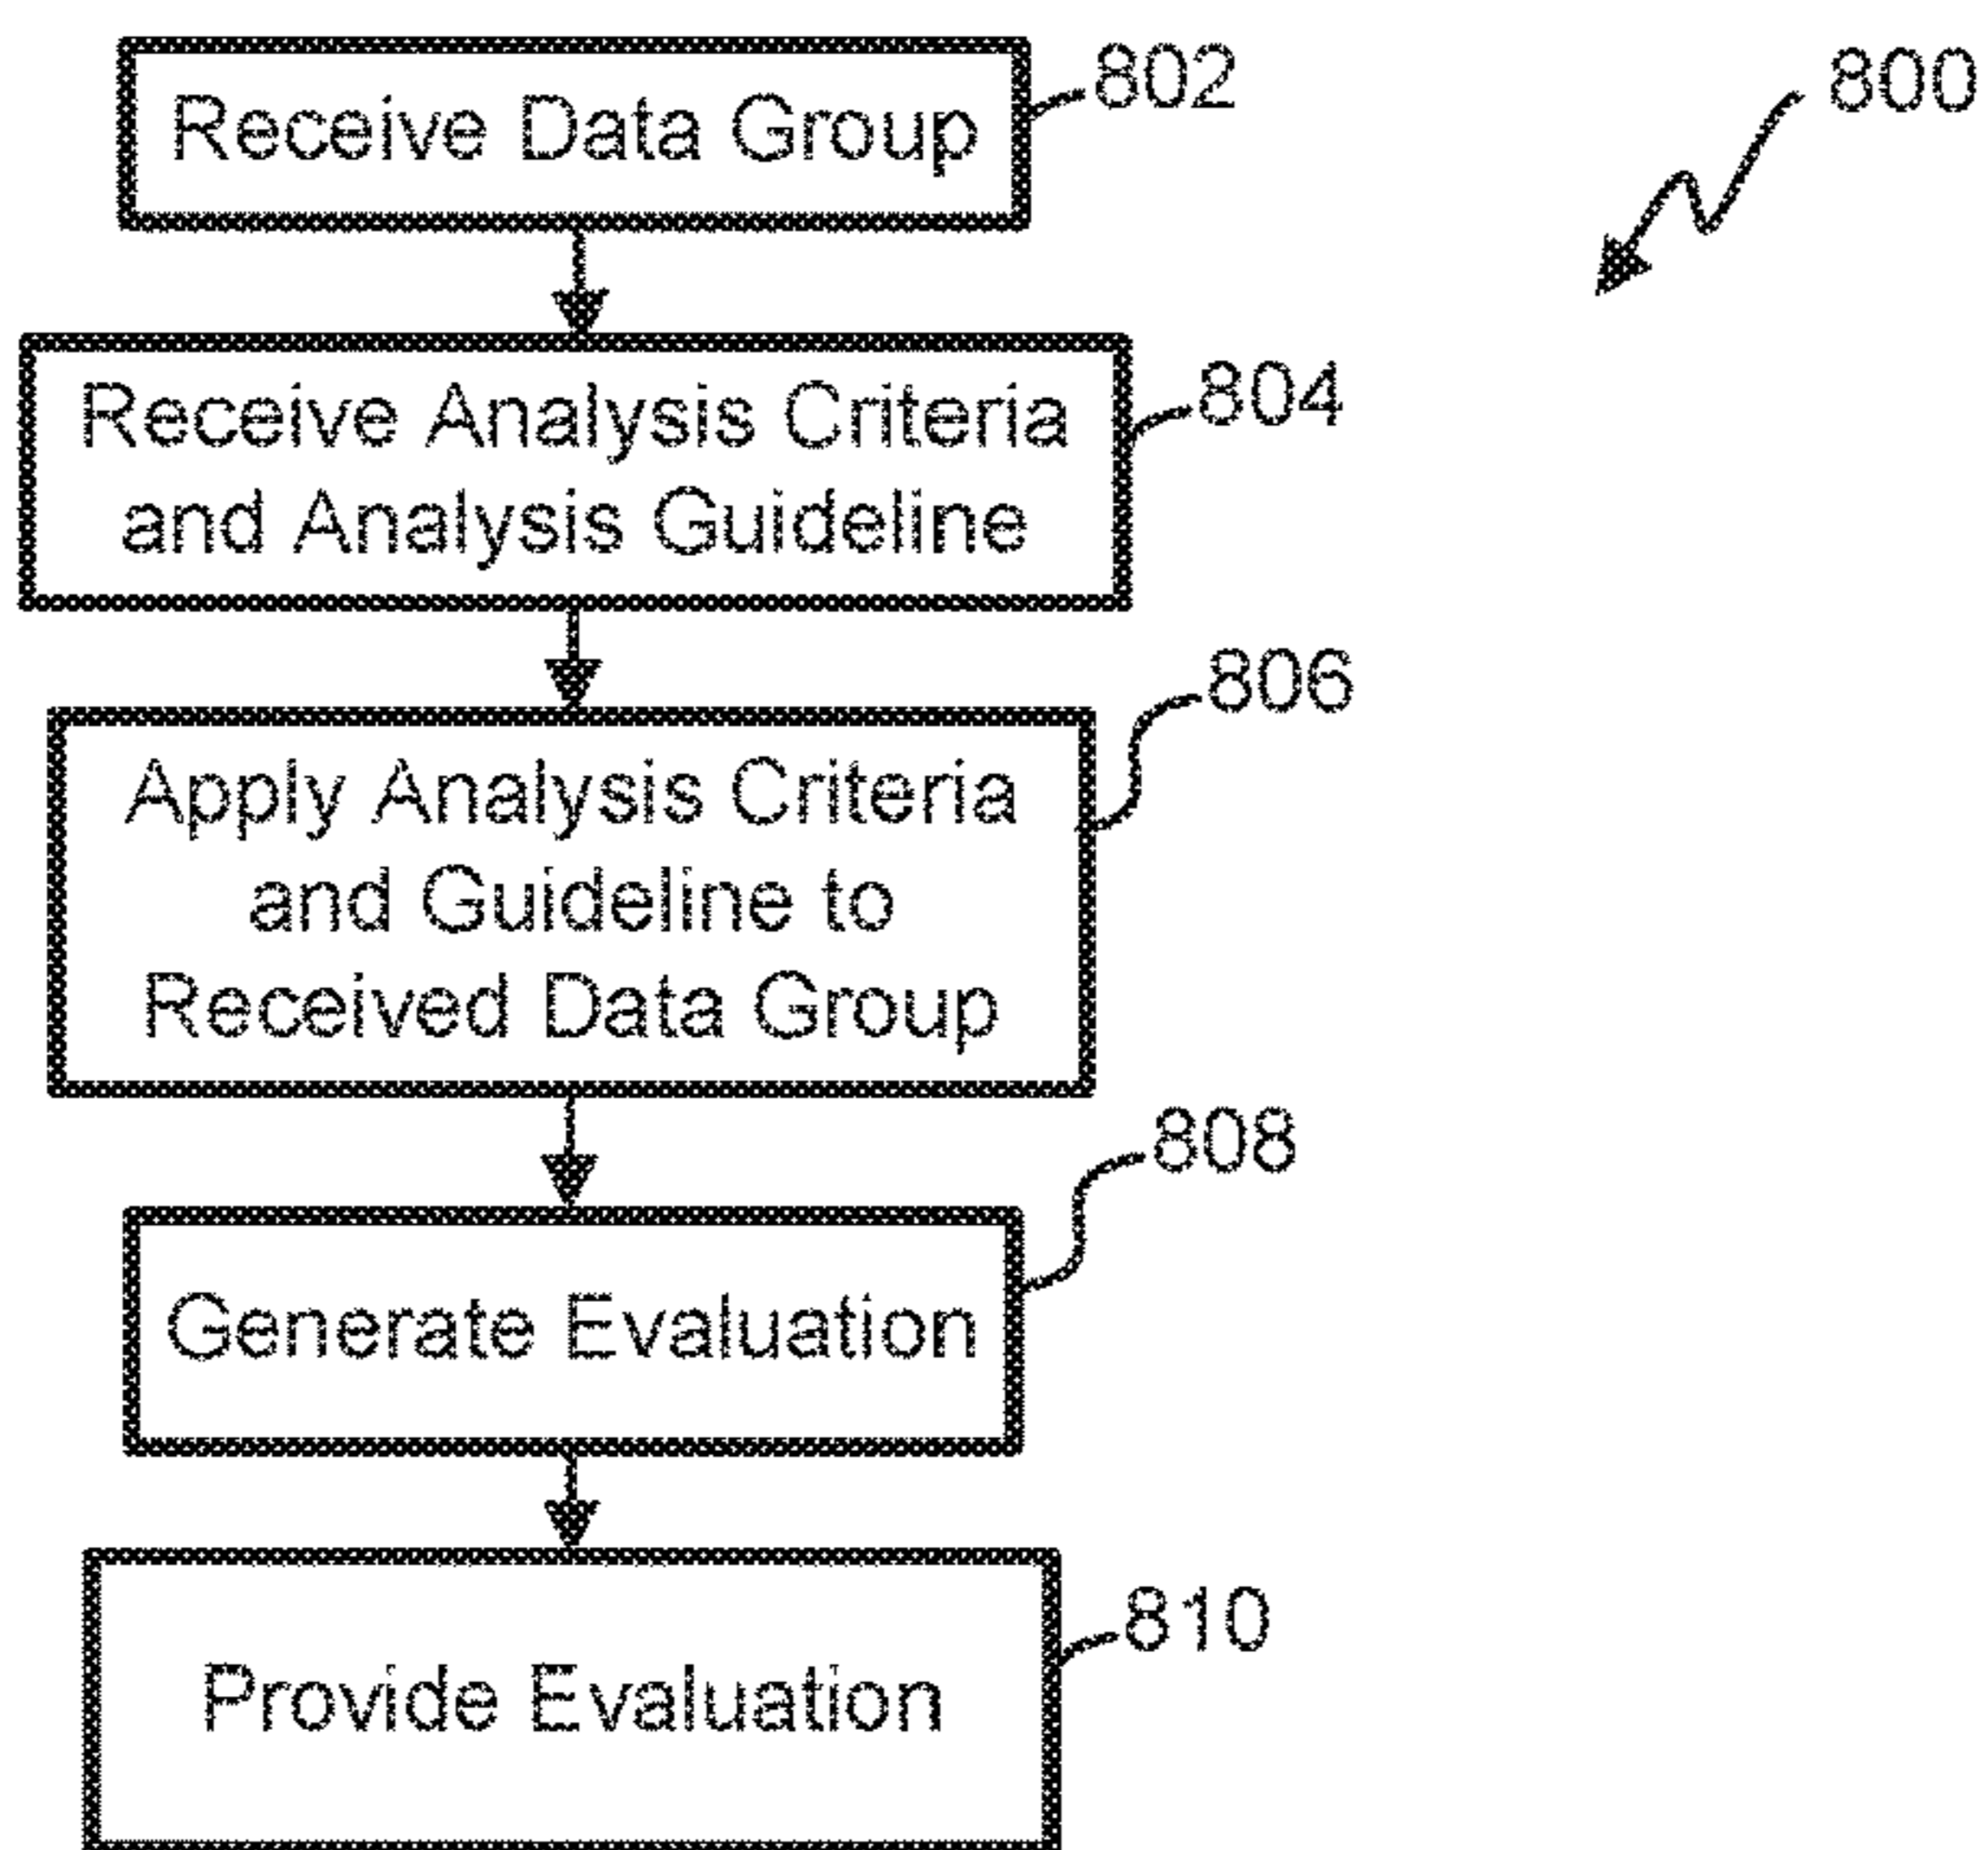 Receive Data Group
802
800
Receive Analysis Criteria
and Analysis Guideline
804
Apply Analysis Criteria
and Guideline to
Received Data Group
806
Generate Evaluation
808
Provide Evaluation
810